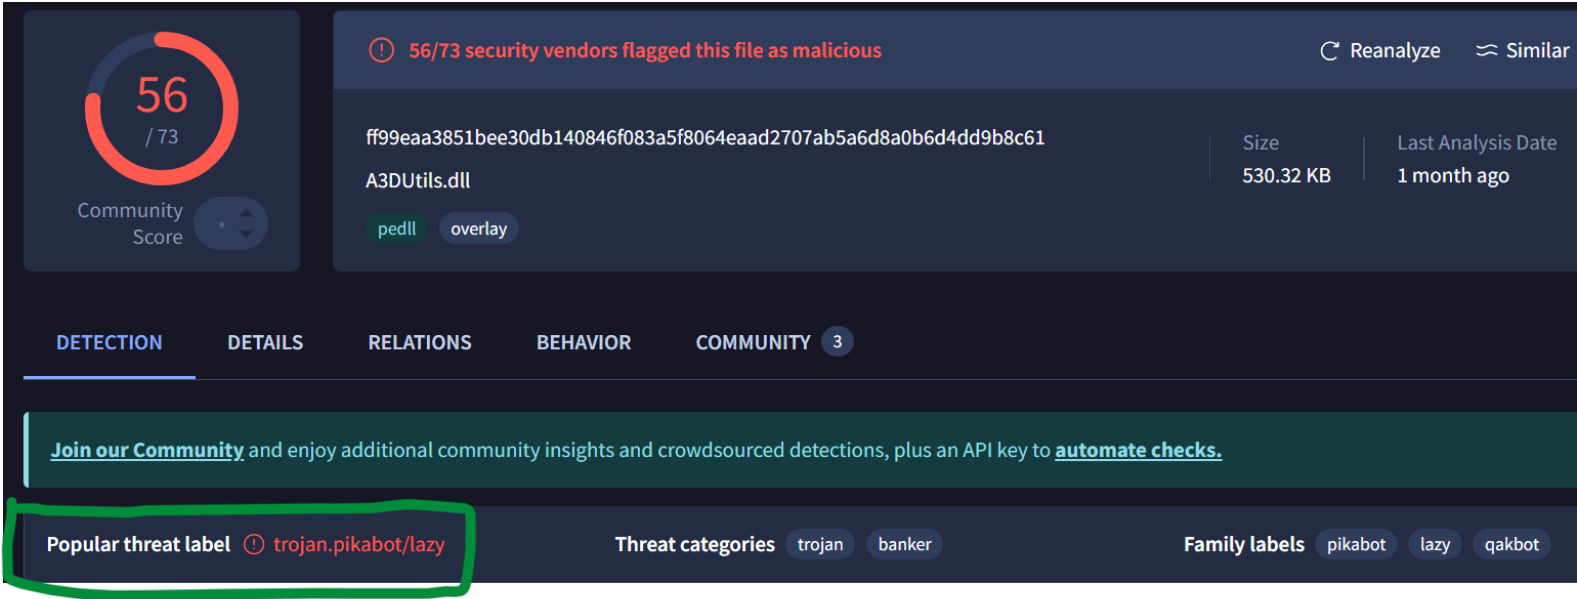 56
/ 73
Community
Score
56/73 security vendors flagged this file as malicious
Reanalyze
Similar
ff99eaa3851bee30db140846f083a5f8064eaad2707ab5a6d8a0b6d4dd9b8c61
A3DUtils.dll
pedll
overlay
Size
530.32 KB
Last Analysis Date
1 month ago
DETECTION DETAILS RELATIONS BEHAVIOR COMMUNITY 3
Join our Community and enjoy additional community insights and crowdsourced detections, plus an API key to automate checks.
Popular threat label trojan.pikabot/lazy Threat categories trojan banker Family labels pikabot lazy qakbot